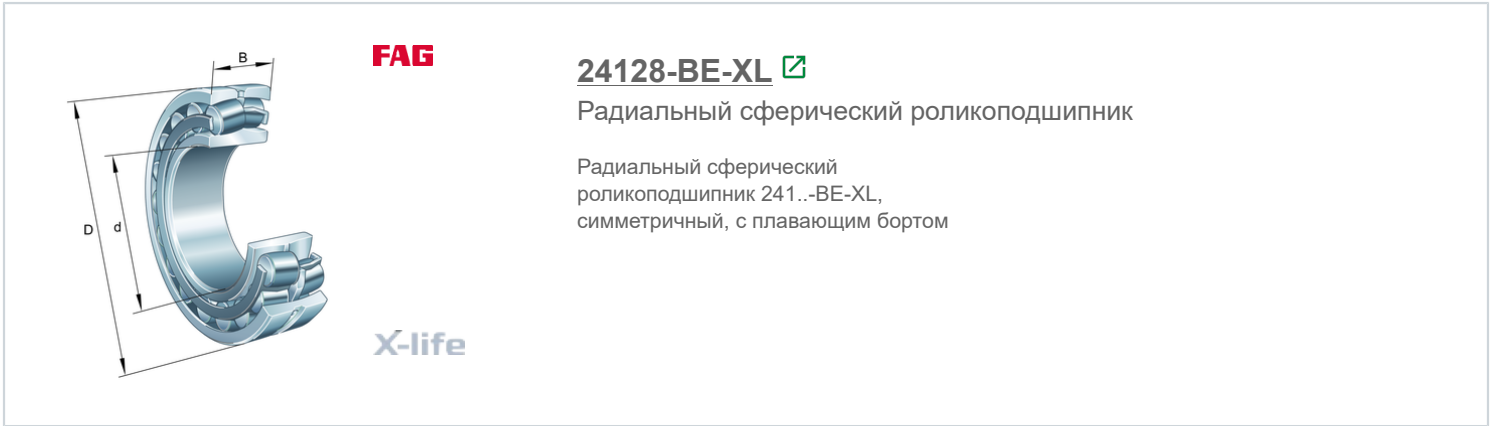 B
FAG
D
d
X-life
24128-BE-XL
Радиальный сферический роликоподшипник
Радиальный сферический
роликоподшипник 241..-BE-XL,
симметричный, с плавающим бортом